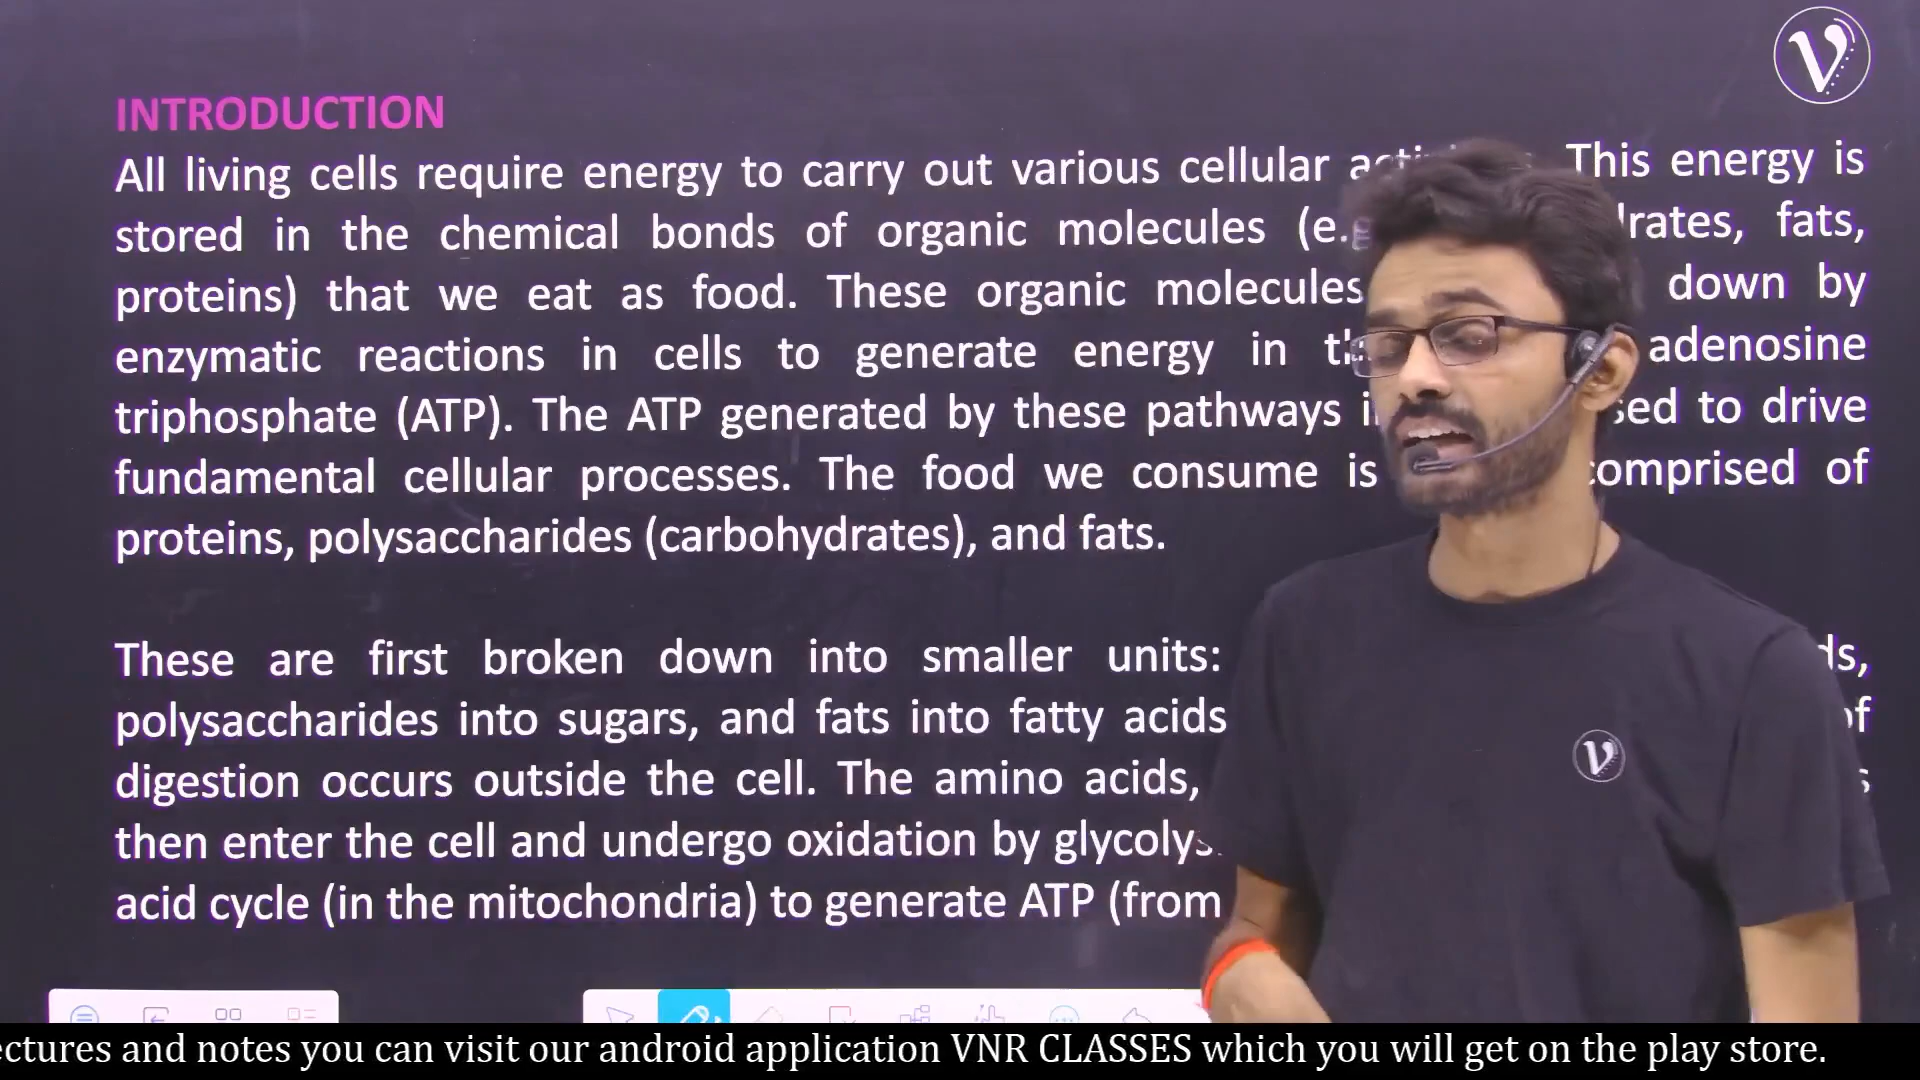 INTRODUCTION
All living cells require energy to carry out various cellular This energy is
stored in the chemical bonds of organic molecules (e.g. fats,
proteins) that we eat as food. These organic molecules down by
enzymatic reactions in cells to generate energy in adenosine
triphosphate (ATP). The ATP generated by these pathways to drive
fundamental cellular processes. The food we consume is comprised of
proteins, polysaccharides (carbohydrates), and fats.
These are first broken down into smaller units:
polysaccharides into sugars, and fats into fatty acids of
digestion occurs outside the cell. The amino acids,
then enter the cell and undergo oxidation by
acid cycle (in the mitochondria) to generate ATP (from
V
V
ectures and notes you can visit our android application VNR CLASSES which you will get on the play store.